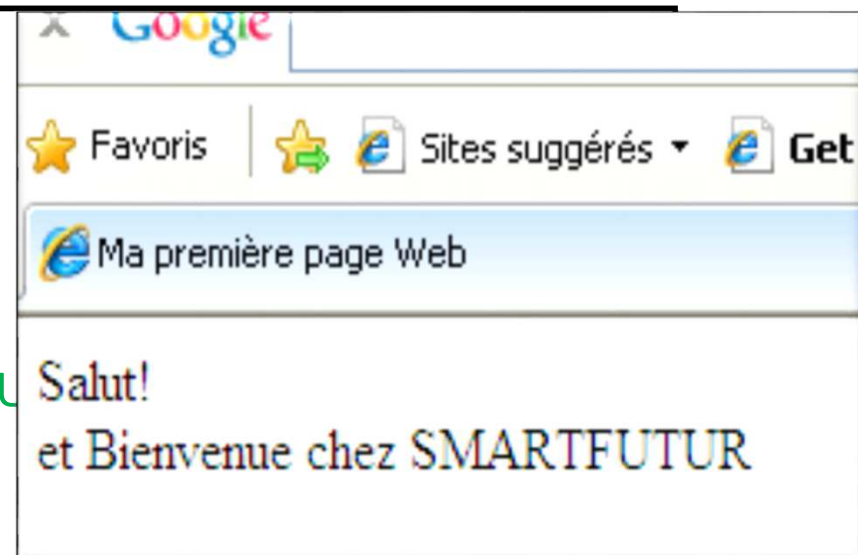 Google
Favoris Sites suggérés Get
Ma première page Web
Salut!
et Bienvenue chez SMARTFUTUR